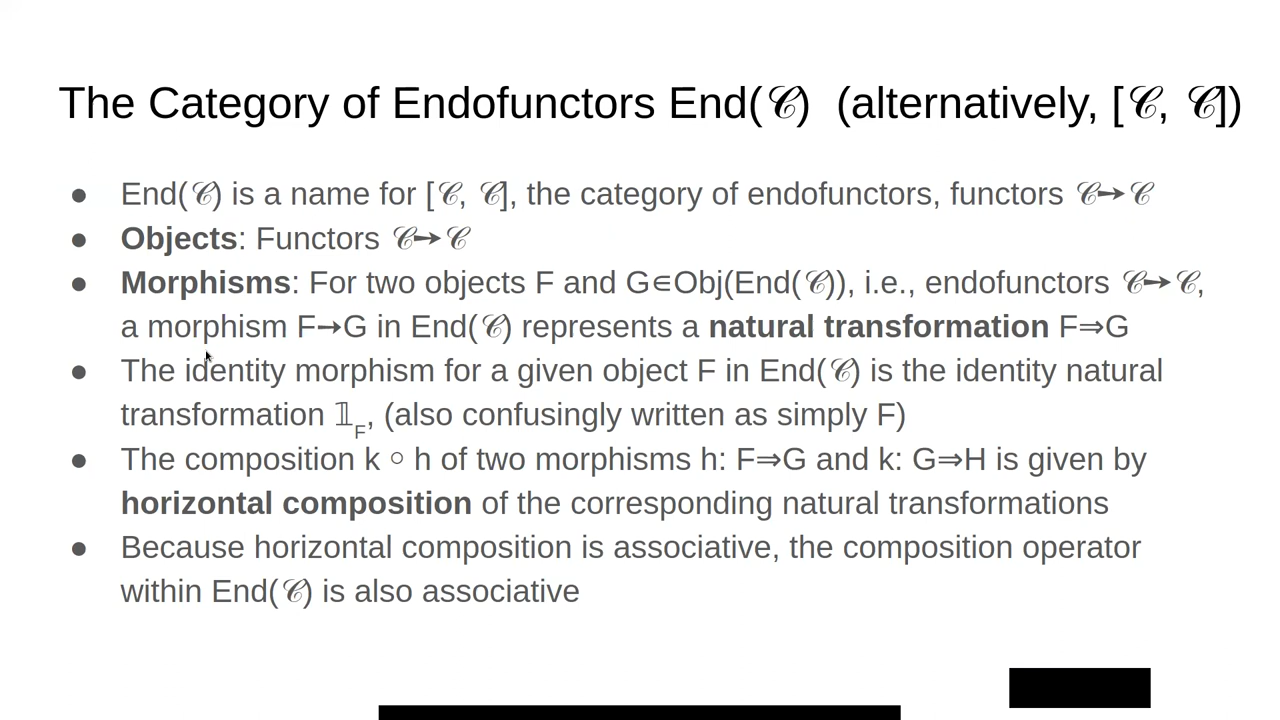 The Category of Endofunctors End(𝒞) (alternatively, [𝒞, 𝒞])
● End(𝒞) is a name for [𝒞, 𝒞], the category of endofunctors, functors 𝒞→𝒞
● Objects: Functors 𝒞→𝒞
● Morphisms: For two objects F and G∊Obj(End(𝒞)), i.e., endofunctors 𝒞→𝒞,
a morphism F→G in End(𝒞) represents a natural transformation F⇒G
● The identity morphism for a given object F in End(𝒞) is the identity natural
transformation 𝟙F, (also confusingly written as simply F)
● The composition k ○ h of two morphisms h: F⇒G and k: G⇒H is given by
horizontal composition of the corresponding natural transformations
● Because horizontal composition is associative, the composition operator
within End(𝒞) is also associative